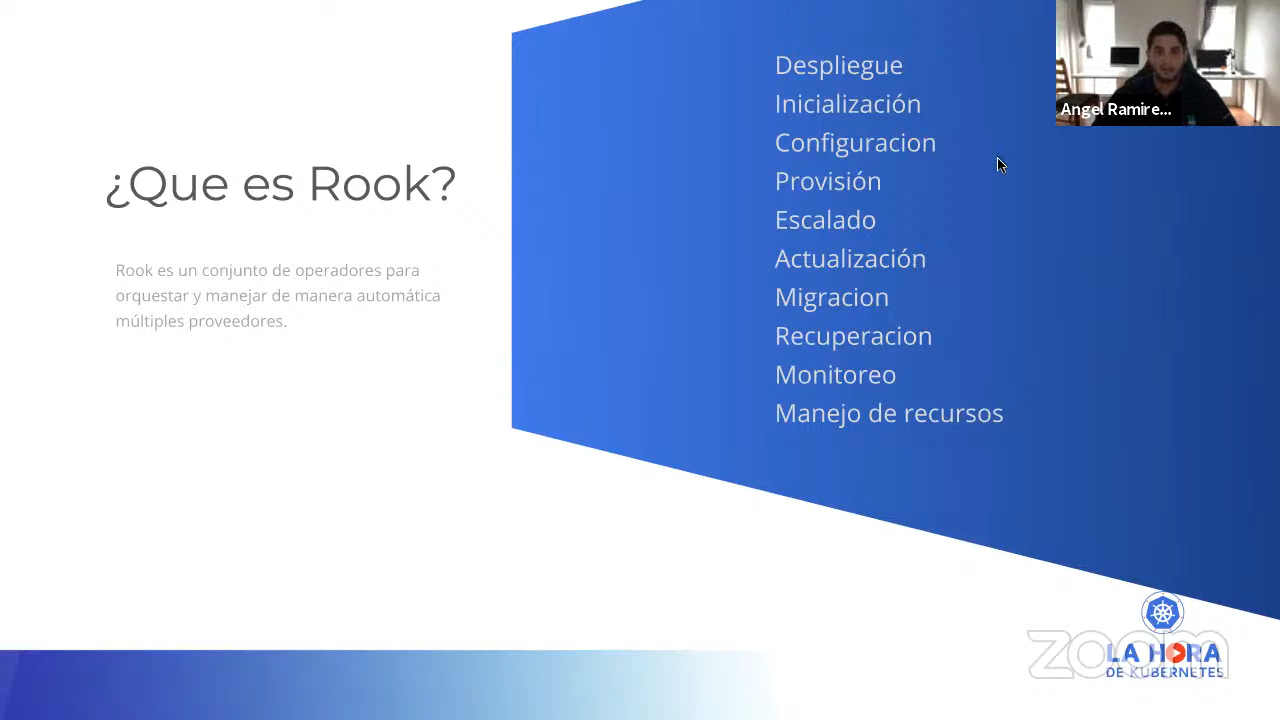 ¿Que es Rook?
Rook es un conjunto de operadores para
orquestar y manejar de manera automática
múltiples proveedores.
Despliegue
Inicialización
Configuracion
Provisión
Escalado
Actualización
Migracion
Recuperacion
Monitoreo
Manejo de recursos
Angel Ramire...
zoom
LA HORA
DE KUBERNETES